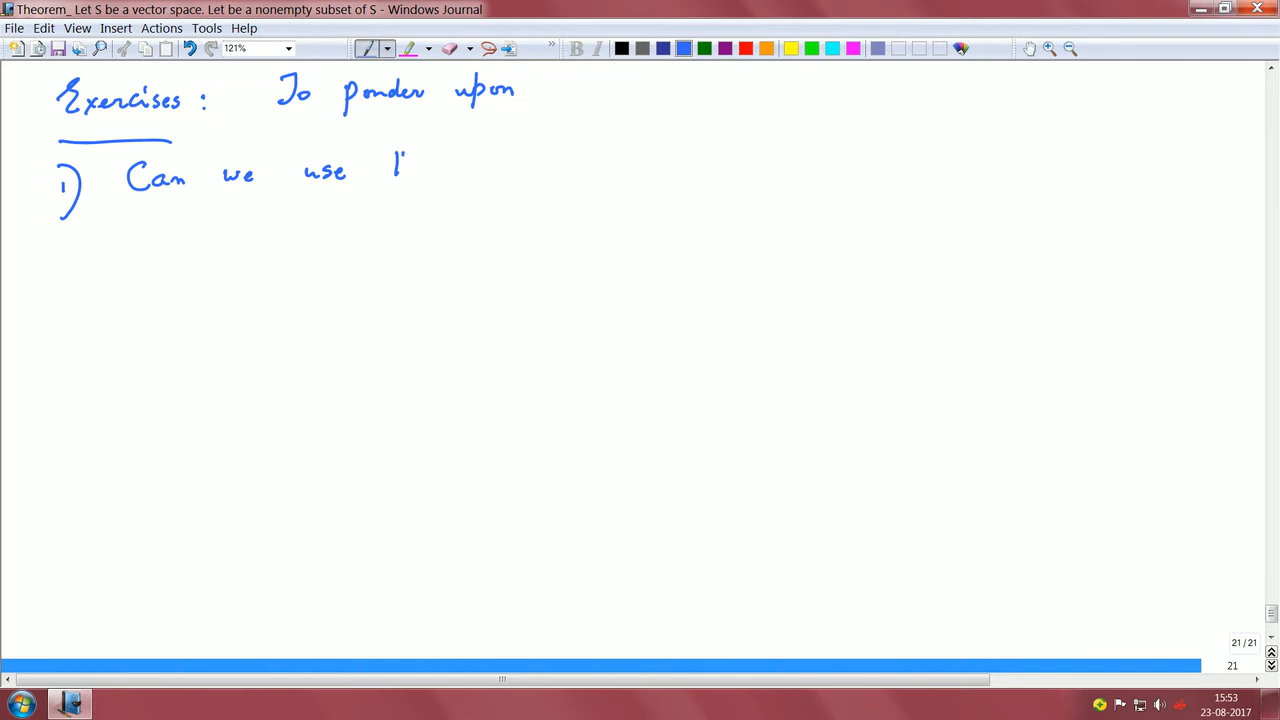 Theorem_ Let S be a vector space. Let be a nonempty subset of S - Windows Journal
File Edit View Insert Actions Tools Help
121%
Exercises : To ponder upon
1) Can we use
21 / 21
21
15:53
23-08-2017